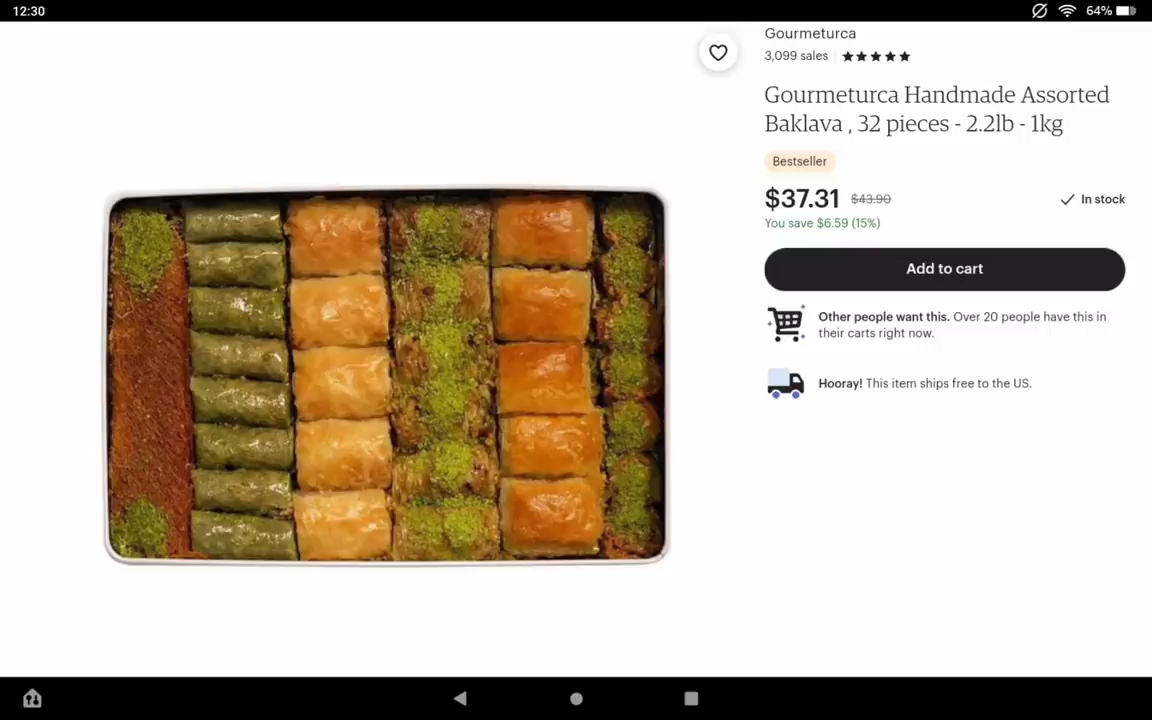 12:30
64%
Gourmeturca
3,099 sales
Gourmeturca Handmade Assorted
Baklava , 32 pieces - 2.2lb - 1kg
Bestseller
$37.31 $43.90 In stock
You save $6.59 (15%)
Add to cart
Other people want this. Over 20 people have this in
their carts right now.
Hooray! This item ships free to the US.